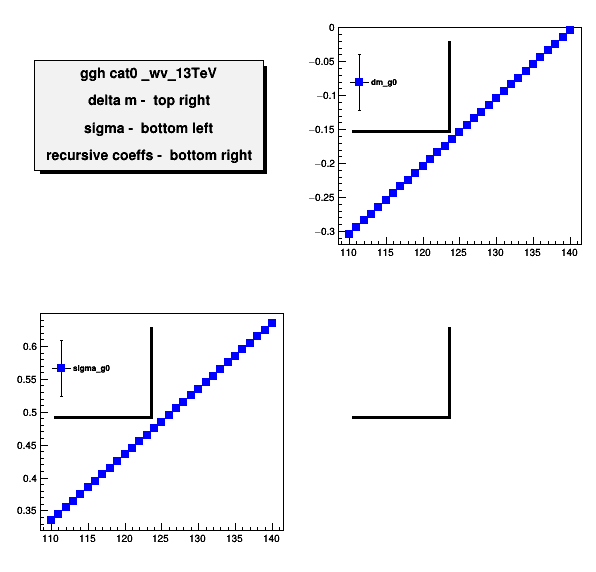 ggh cat0 _wv_13TeV
delta m - top right
sigma - bottom left
recursive coeffs - bottom right
0
−0.05
−0.1
−0.15
−0.2
−0.25
−0.3
dm_g0
110 115 120 125 130 135 140
0.6
0.55
0.5
0.45
0.4
0.35
sigma_g0
110 115 120 125 130 135 140